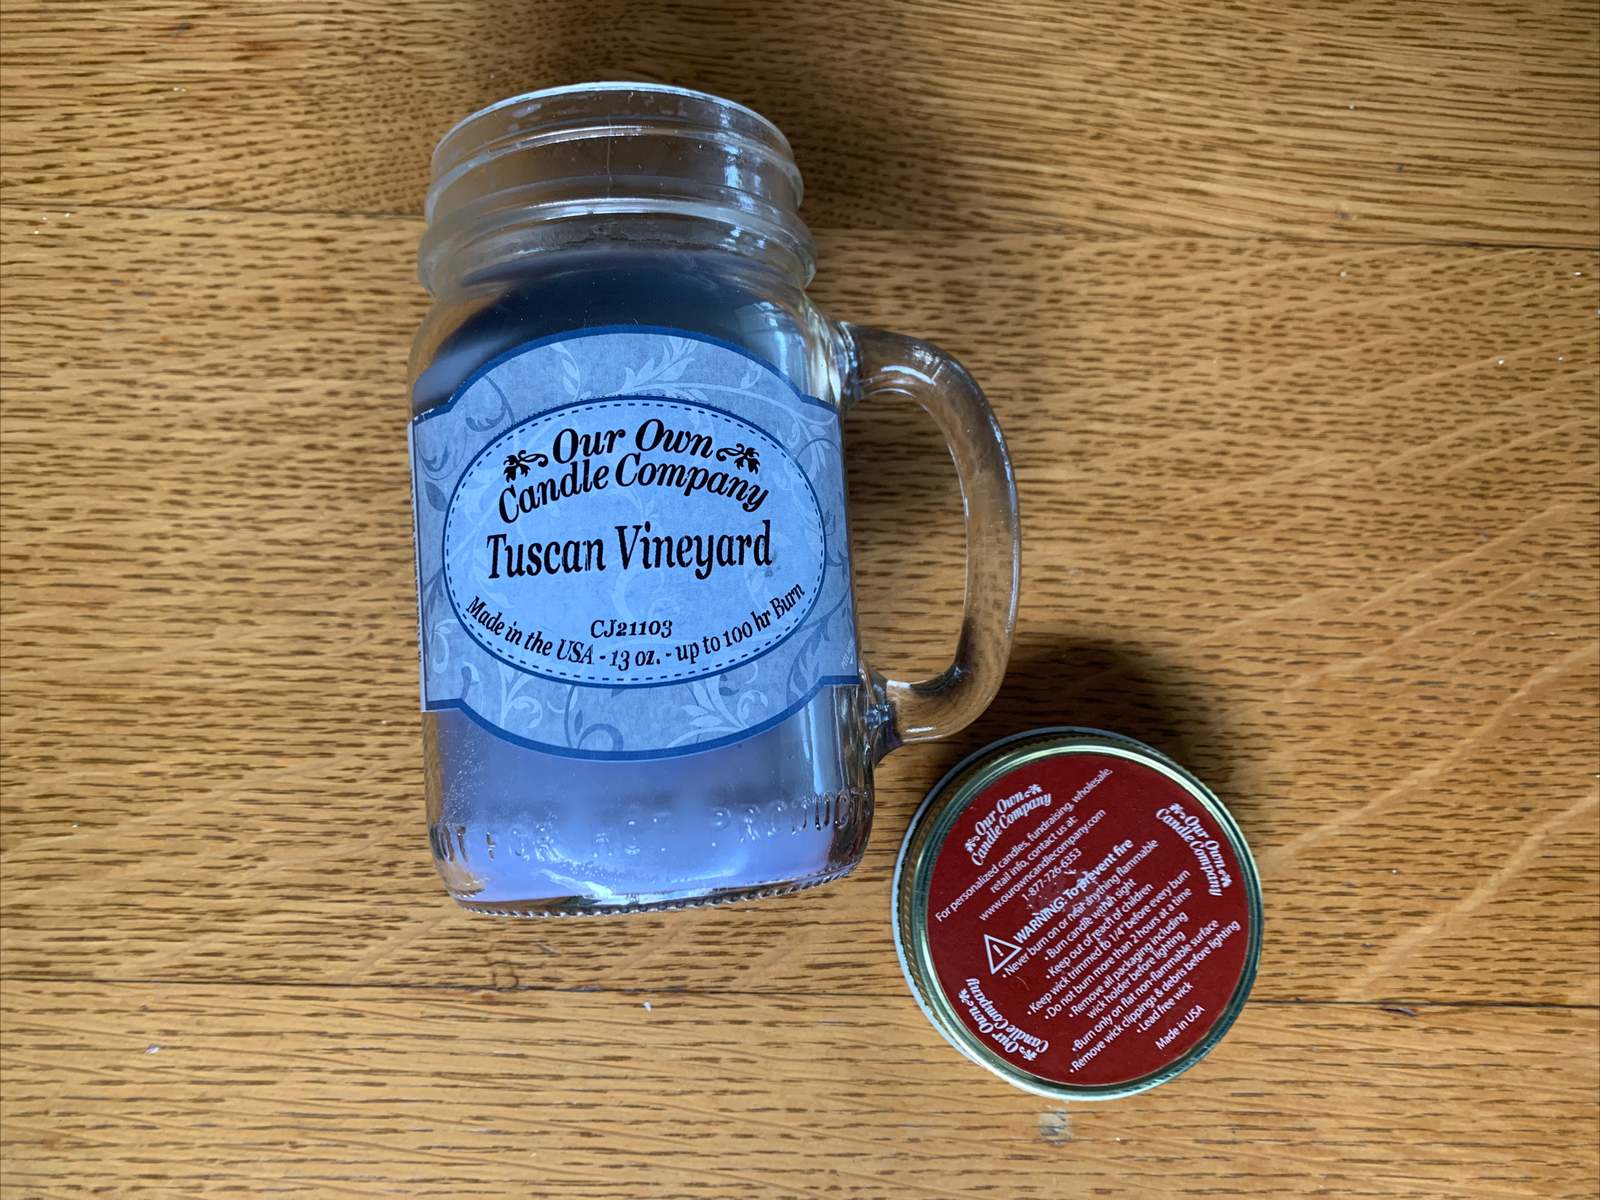 Our Own
Candle Company
Tuscan Vineyard
CJ21103
Made in the USA - 13 oz. - up to 100 hr Burn
Our Own
Candle Company
Our Own
Candle Company
For personalized candles, fundraising, wholesale,
retail info, contact us at:
www.ourowncandlecompany.com
1-877-726-6353
WARNING: To prevent fire
• Never burn on or near anything flammable
• Burn candle within sight
• Keep out of reach of children
• Keep wick trimmed to 1/4" before every burn
• Do not burn more than 2 hours at a time
• Remove all packaging including
wick holder before lighting
• Burn only on flat non-flammable surface
• Remove wick clippings & debris before lighting
• Lead free wick
Made in USA
Our Own
Candle Company
FOR PRODUC